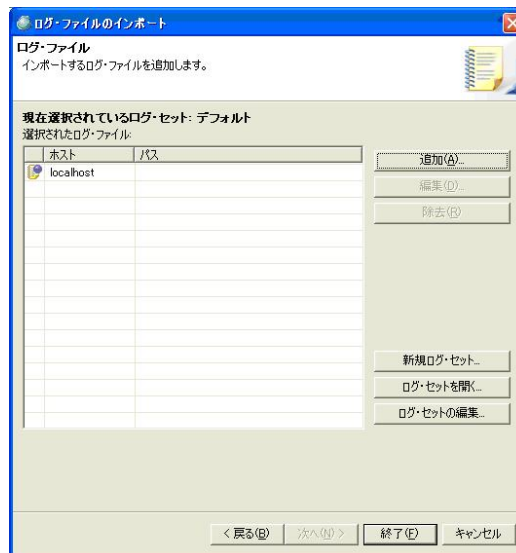 ログ・ファイルのインポート
ログ・ファイル
インポートするログ・ファイルを追加します。
現在選択されているログ・セット: デフォルト
選択されたログ・ファイル:
ホスト パス
localhost
追加(A)...
編集(D)...
除去(R)
新規ログ・セット...
ログ・セットを開く...
ログ・セットの編集...
< 戻る(B) 次へ(N) > 終了(F) キャンセル